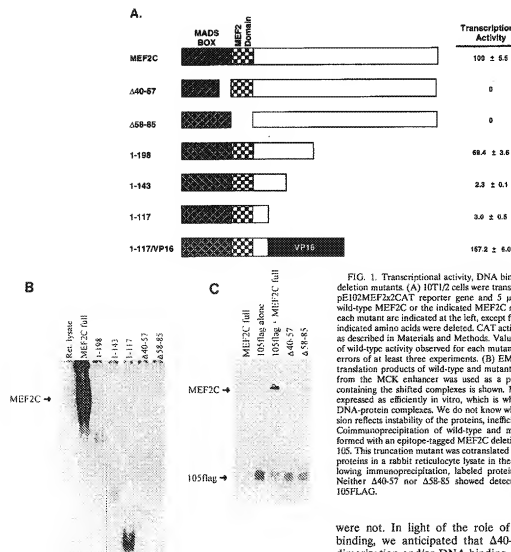 A.
MADS
BOX
MEF2
Domain
Transcription
Activity
MEF2C
100 ± 5.5
Δ40-57
0
Δ58-85
0
1-198
± 3.6
1-143
2.3 ± 0.1
1-117
3.0 ± 0.5
1-117/VP16
VP16
167.2 ± 6.0
B
Ret. lysate
MEF2C full
1-198
1-143
1-117
Δ40-57
Δ58-85
MEF2C
C
MEF2C full
105flag alone
105flag + MEF2C full
Δ40-57
Δ58-85
MEF2C
105flag
FIG. 1. Transcriptional activity, DNA bin
deletion mutants. (A) 10T1/2 cells were trans
pE102MEF2x2CAT reporter gene and 5 μ
wild-type MEF2C or the indicated MEF2C
each mutant are indicated at the left, except f
indicated amino acids were deleted. CAT acti
as described in Materials and Methods. Valu
of wild-type activity observed for each mutan
errors of at least three experiments. (B) EM
translation products of wild-type and mutant
from the MCK enhancer was used as a p
containing the shifted complexes is shown.
expressed as efficiently in vitro, which is wh
DNA-protein complexes. We do not know wh
sion reflects instability of the proteins, ineffic
Coimmunoprecipitation of wild-type and m
formed with an epitope-tagged MEF2C deleti
105. This truncation mutant was cotranslated
proteins in a rabbit reticulocyte lysate in the
lowing immunoprecipitation, labeled protei
Neither Δ40-57 nor Δ58-85 showed detec
105FLAG.
were not. In light of the role of
binding, we anticipated that Δ40-
dimerization and/or DNA binding